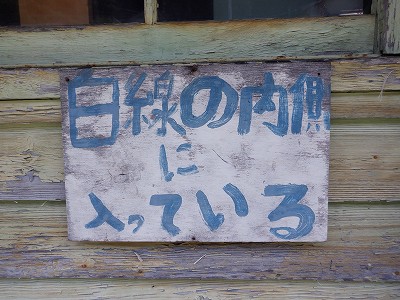 白線の内側
に
入っている